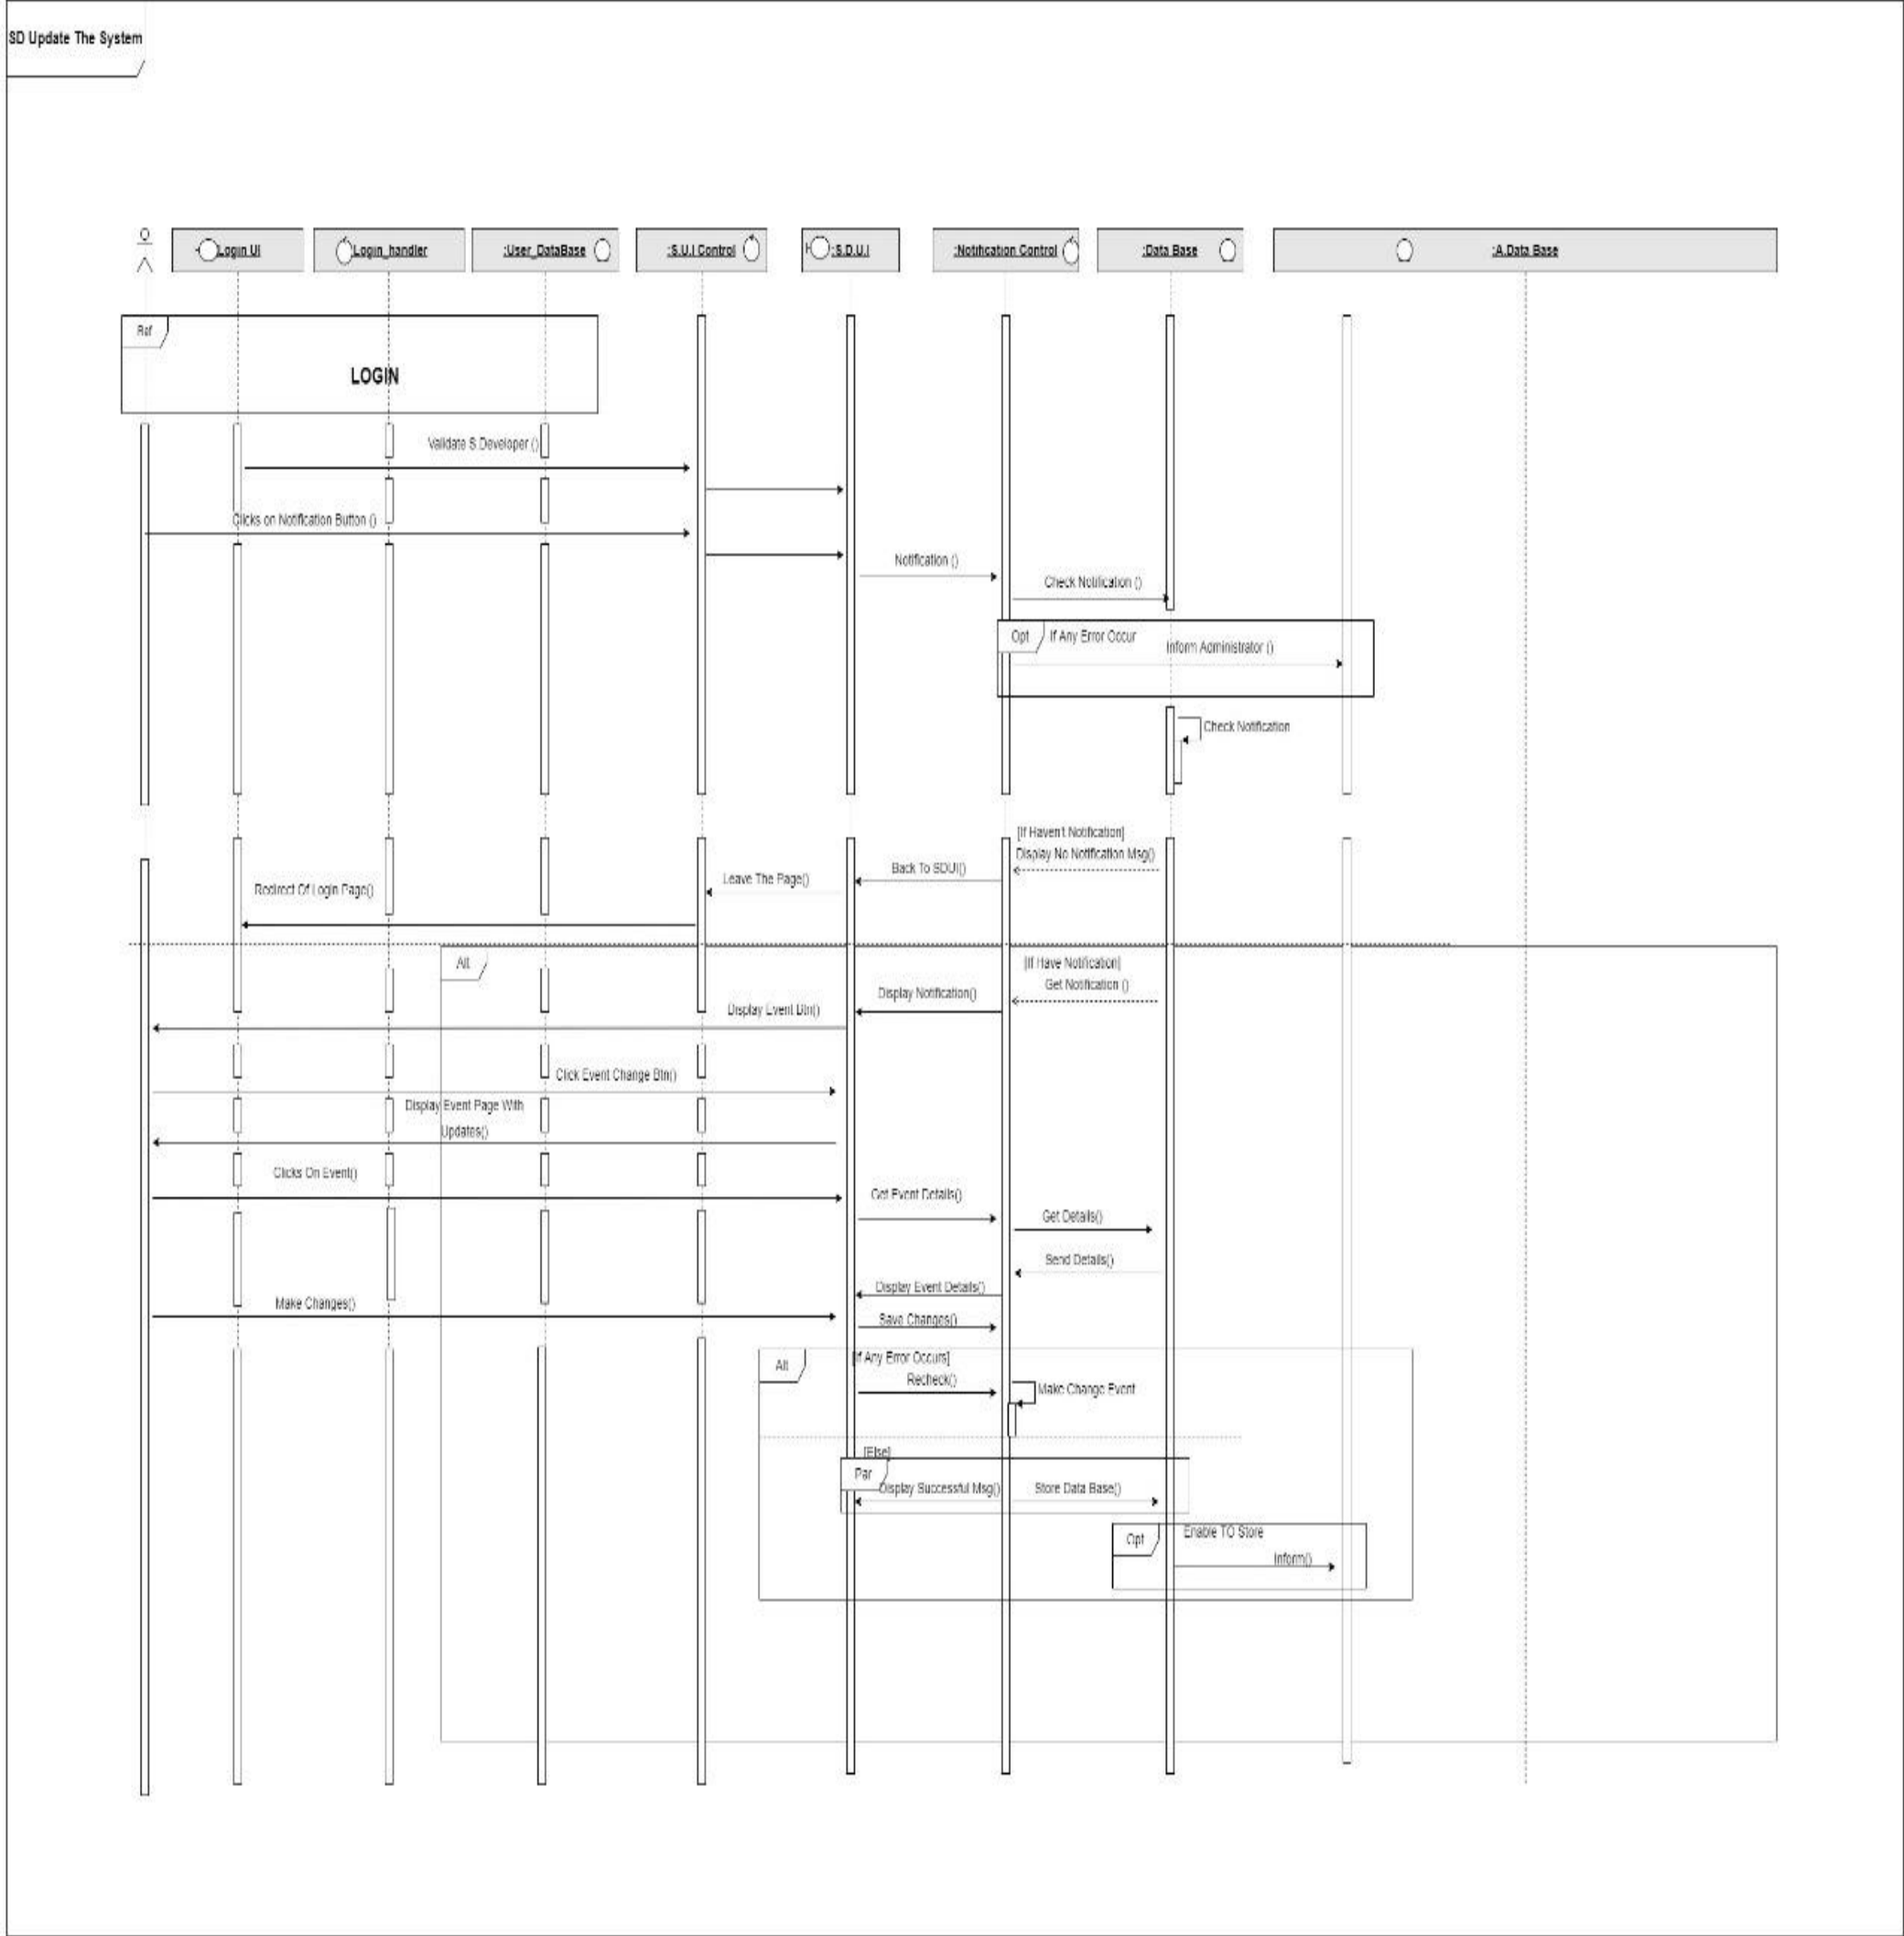 SD Update The System
Login UI
Login_handler
:User_DataBase
:S.U.I Control
:S.D.U.I
:Notification Control
:Data Base
:A.Data Base
Ref
LOGIN
Validate S.Developer ()
Clicks on Notification Button ()
Notification ()
Check Notification ()
Opt
If Any Error Occur
Inform Administrator ()
Check Notification
[If Haven't Notification]
Display No Notification Msg()
Back To SDUI()
Leave The Page()
Redirect Of Login Page()
Alt
[If Have Notification]
Get Notification ()
Display Notification()
Display Event Btn()
Click Event Change Btn()
Display Event Page With
Updates()
Clicks On Event()
Get Event Details()
Get Details()
Send Details()
Display Event Details()
Make Changes()
Save Changes()
Alt
[If Any Error Occurs]
Recheck()
Make Change Event
[Else]
Par
Display Successful Msg()
Store Data Base()
Opt
Enable TO Store
Inform()